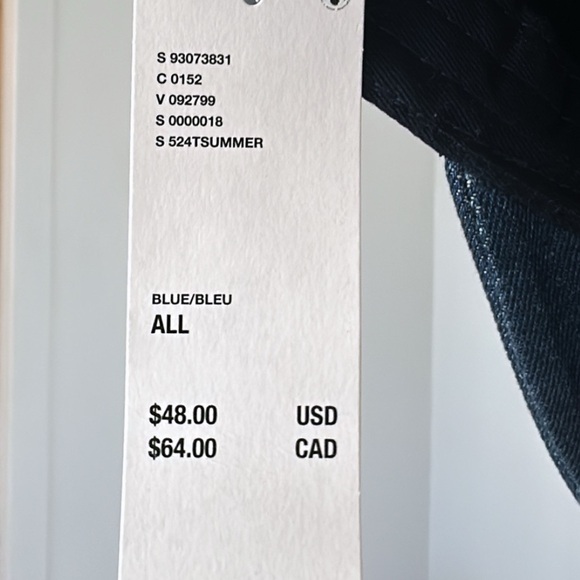 S 93073831
C 0152
V 092799
S 0000018
S 524TSUMMER
BLUE/BLEU
ALL
$48.00 USD
$64.00 CAD